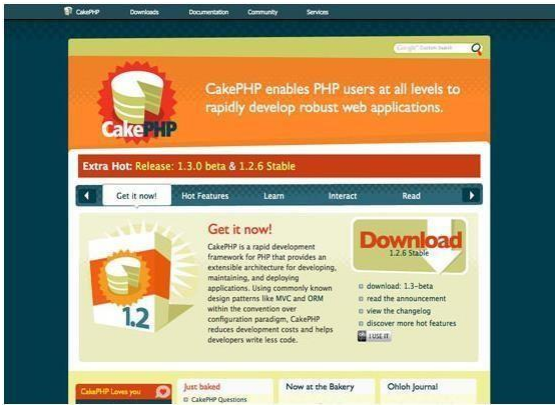 CakePHP Downloads Documentation Community Services
Google Custom Search
CakePHP enables PHP users at all levels to
rapidly develop robust web applications.
CakePHP
Extra Hot: Release: 1.3.0 beta & 1.2.6 Stable
Get it now! Hot Features Learn Interact Read
Get it now!
CakePHP is a rapid development
framework for PHP that provides an
extensible architecture for developing,
maintaining, and deploying
applications. Using commonly known
design patterns like MVC and ORM
within the convention over
configuration paradigm, CakePHP
reduces development costs and helps
developers write less code.
1.2
Download
1.2.6 Stable
download: 1.3-beta
read the announcement
view the changelog
discover more hot features
I USE IT
CakePHP Loves you
Just baked
CakePHP Questions
Now at the Bakery
Ohloh Journal